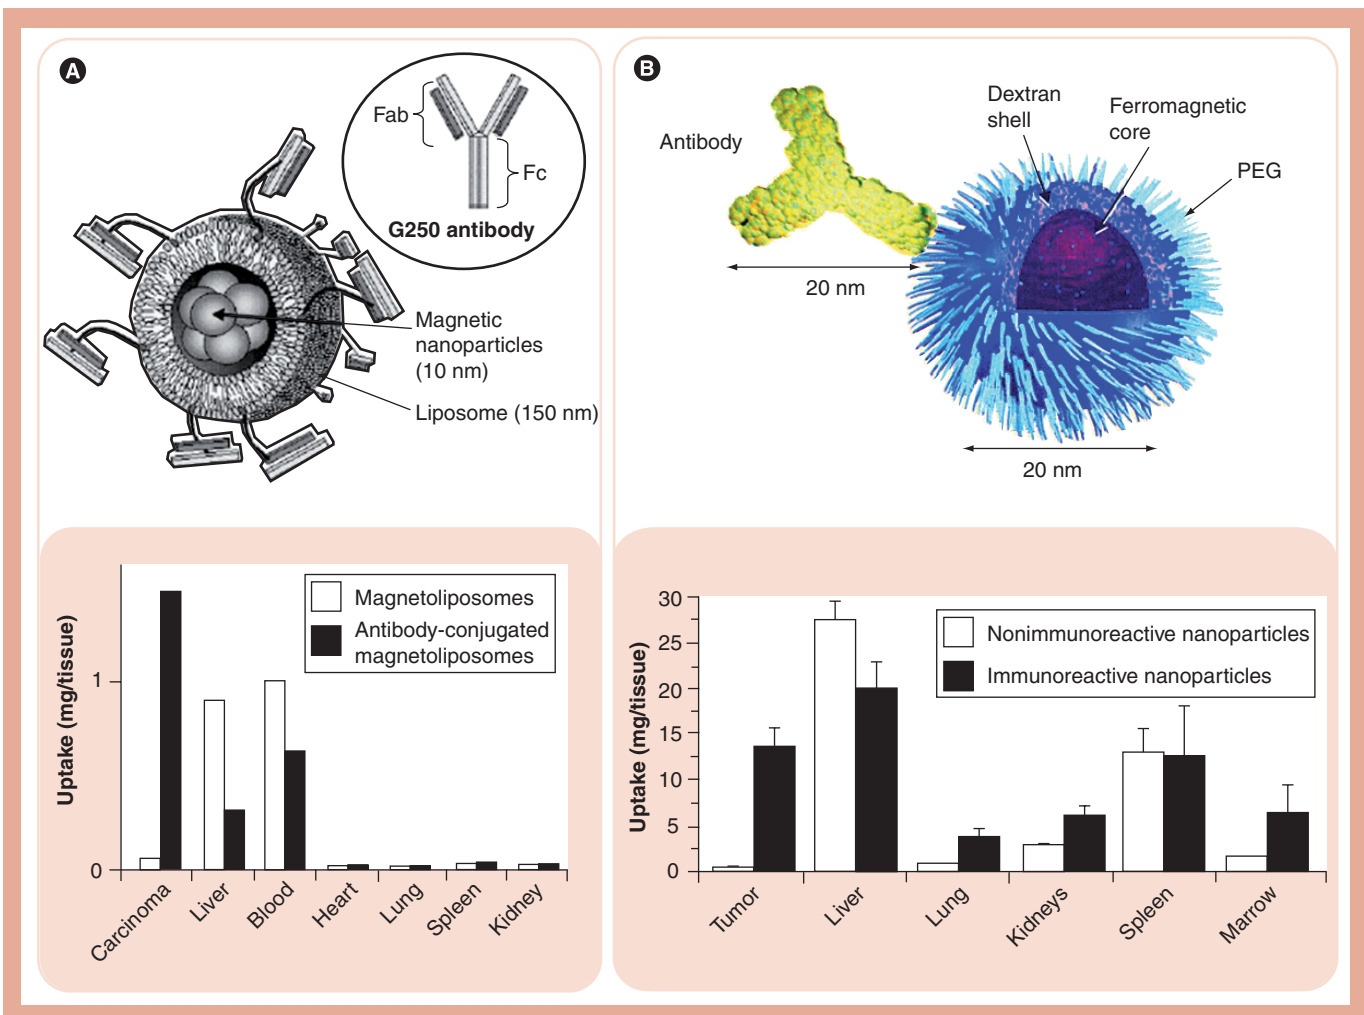 A
Fab
Fc
G250 antibody
Magnetic
nanoparticles
(10 nm)
Liposome (150 nm)
Uptake (mg/tissue)
1
0
Magnetoliposomes
Antibody-conjugated
magnetoliposomes
Carcinoma
Liver
Blood
Heart
Lung
Spleen
Kidney
B
Antibody
Dextran
shell
Ferromagnetic
core
PEG
20 nm
20 nm
Uptake (mg/tissue)
30
25
20
15
10
5
0
Nonimmunoreactive nanoparticles
Immunoreactive nanoparticles
Tumor
Liver
Lung
Kidneys
Spleen
Marrow